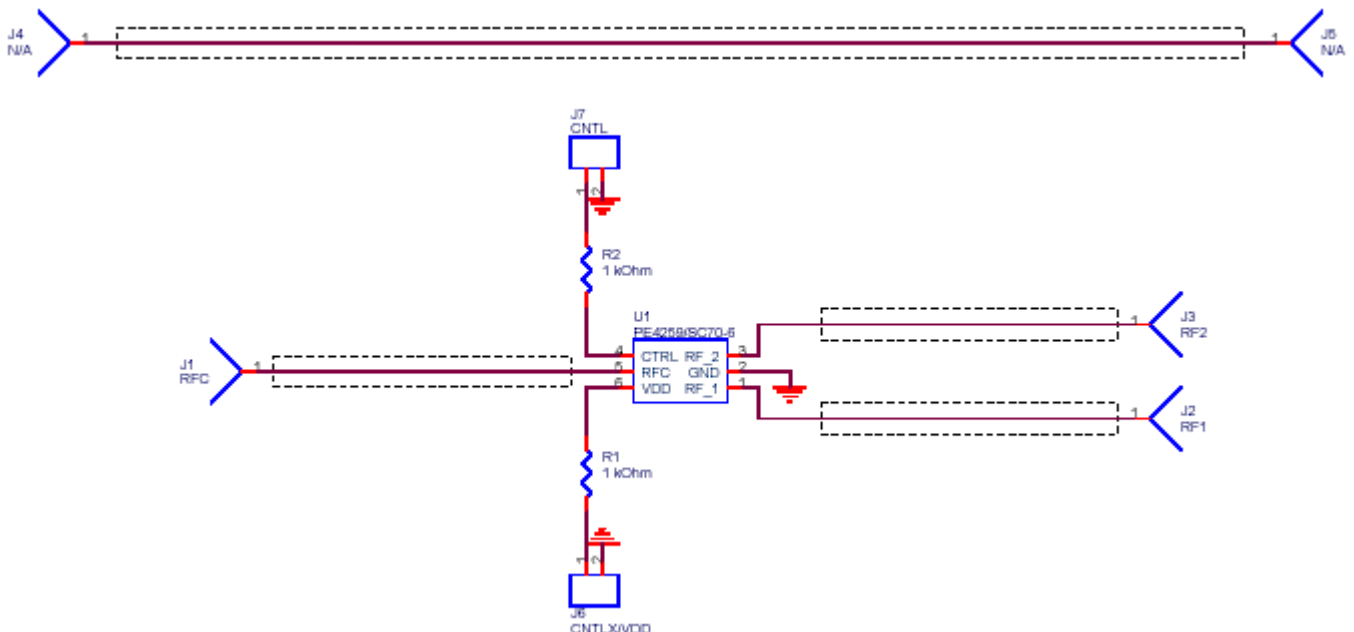 J4
N/A
1
1
J5
N/A
J7
CNTL
1
2
R2
1 kOhm
U1
PE4259/SC70-6
4
CTRL
RF_2
3
5
RFC
GND
2
6
VDD
RF_1
1
J1
RFC
1
1
J3
RF2
1
J2
RF1
R1
1 kOhm
1
2
J6
CNTLX/VDD